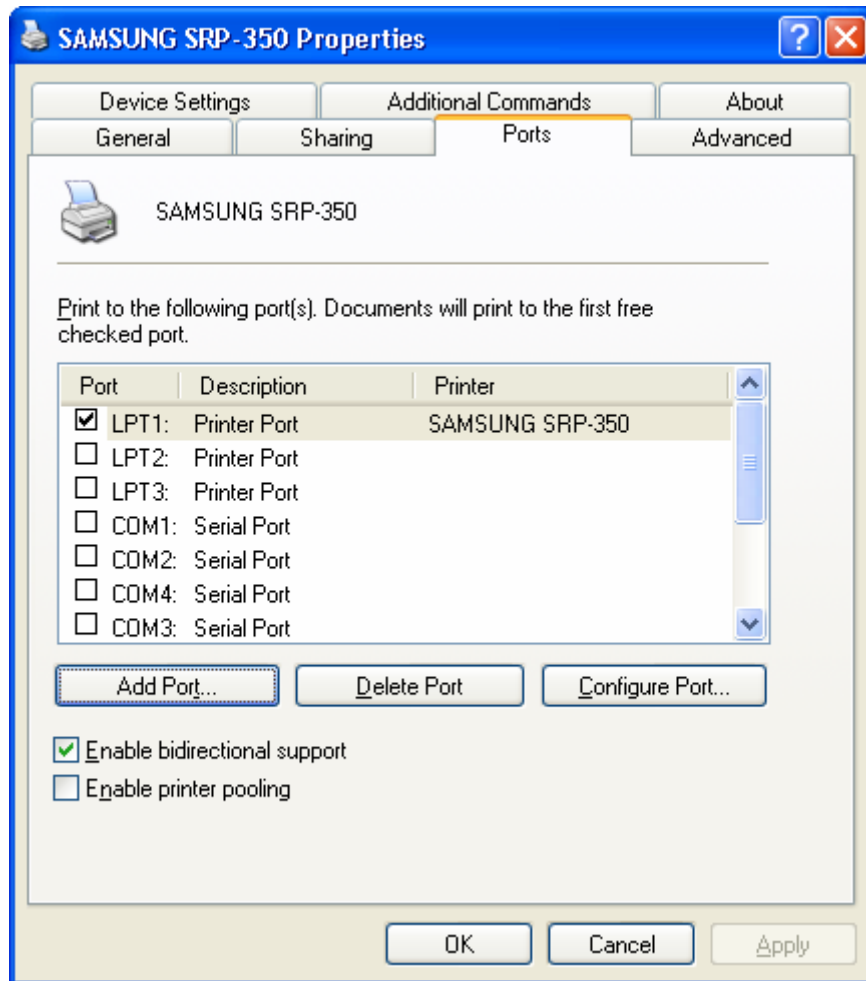 SAMSUNG SRP-350 Properties
?
Device Settings Additional Commands About
General Sharing Ports Advanced
SAMSUNG SRP-350
Print to the following port(s). Documents will print to the first free
checked port.
Port Description Printer
LPT1: Printer Port SAMSUNG SRP-350
LPT2: Printer Port
LPT3: Printer Port
COM1: Serial Port
COM2: Serial Port
COM4: Serial Port
COM3: Serial Port
Add Port... Delete Port Configure Port...
Enable bidirectional support
Enable printer pooling
OK Cancel Apply